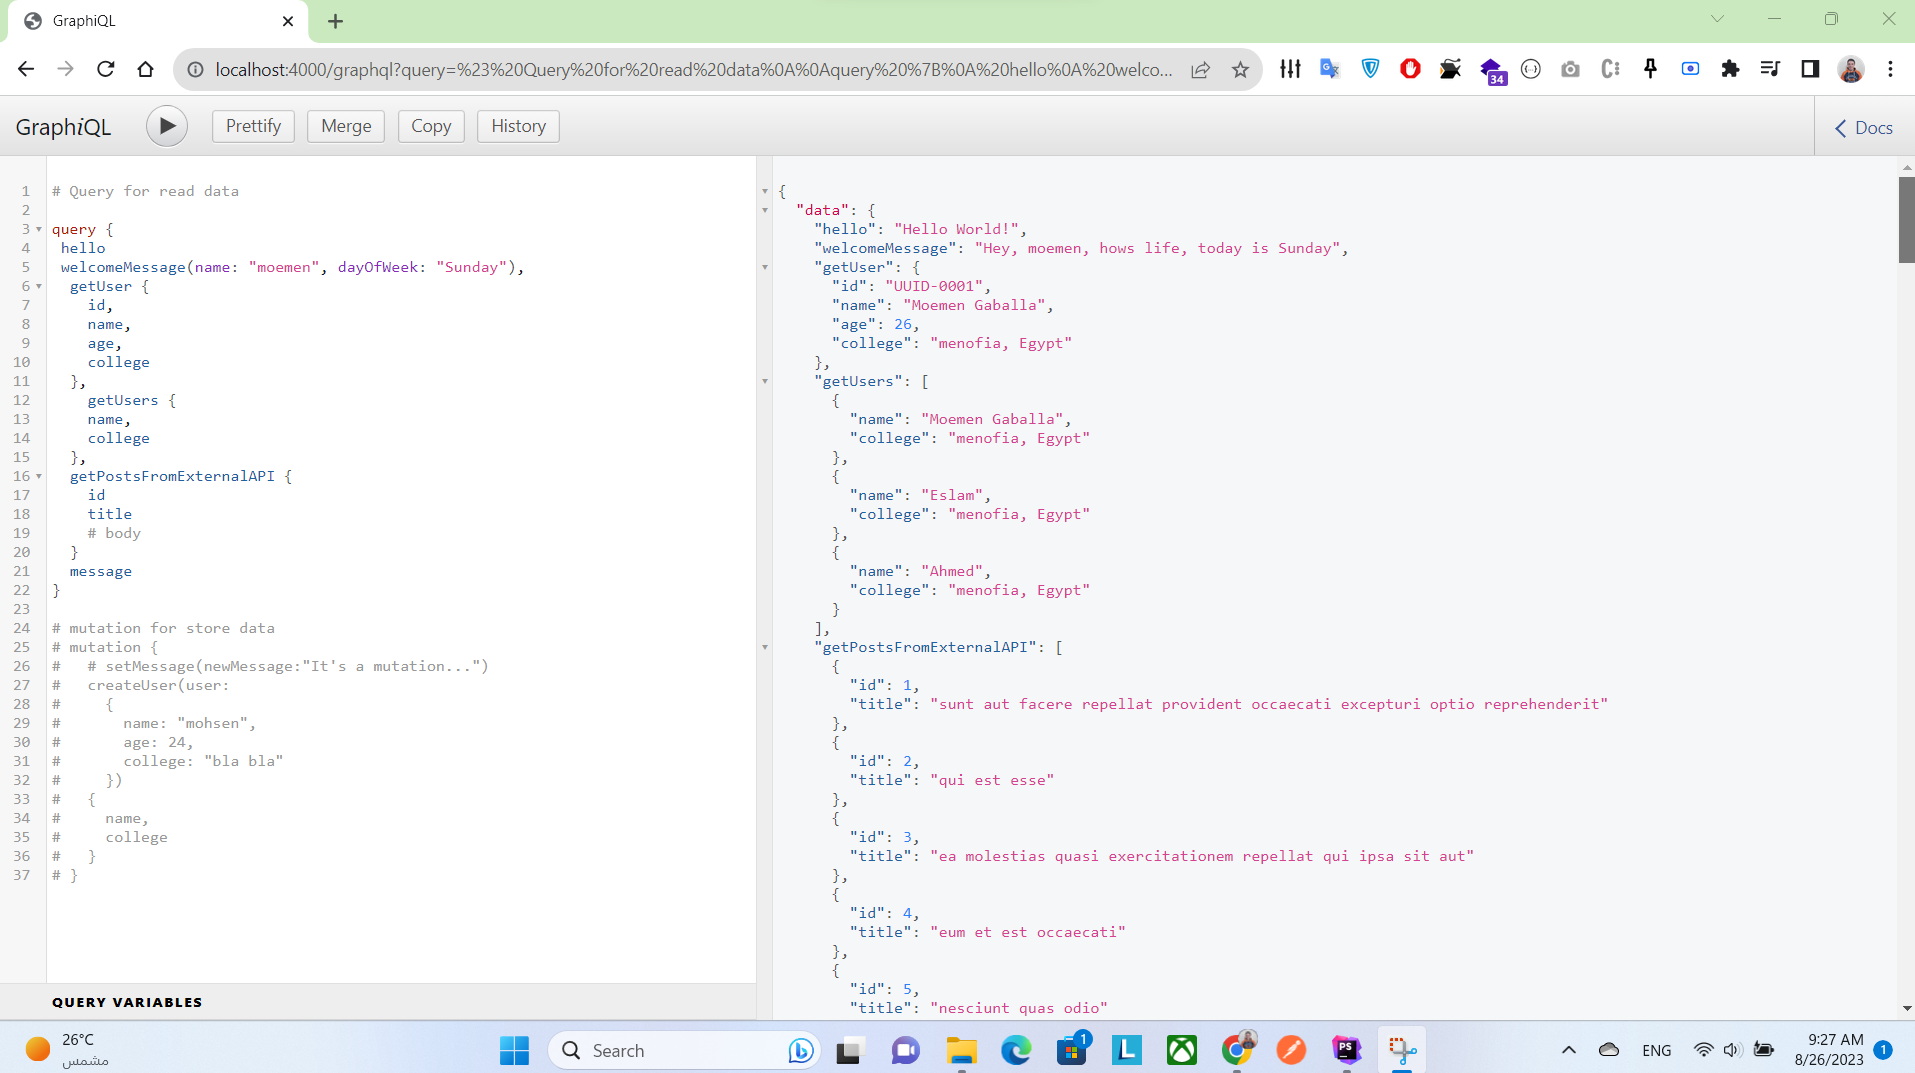 GraphiQL
localhost:4000/graphql?query=%23%20Query%20for%20read%20data%0A%0Aquery%20%7B%0A%20hello%0A%20welco...
34
GraphiQL
Prettify
Merge
Copy
History
Docs
1 # Query for read data
2
3 query {
4 hello
5 welcomeMessage(name: "moemen", dayOfWeek: "Sunday"),
6 getUser {
7 id,
8 name,
9 age,
10 college
11 },
12 getUsers {
13 name,
14 college
15 },
16 getPostsFromExternalAPI {
17 id
18 title
19 # body
20 }
21 message
22 }
23
24 # mutation for store data
25 # mutation {
26 # # setMessage(newMessage:"It's a mutation...")
27 # createUser(user:
28 # {
29 # name: "mohsen",
30 # age: 24,
31 # college: "bla bla"
32 # })
33 # {
34 # name,
35 # college
36 # }
37 # }
QUERY VARIABLES
{
"data": {
"hello": "Hello World!",
"welcomeMessage": "Hey, moemen, hows life, today is Sunday",
"getUser": {
"id": "UUID-0001",
"name": "Moemen Gaballa",
"age": 26,
"college": "menofia, Egypt"
},
"getUsers": [
{
"name": "Moemen Gaballa",
"college": "menofia, Egypt"
},
{
"name": "Eslam",
"college": "menofia, Egypt"
},
{
"name": "Ahmed",
"college": "menofia, Egypt"
}
],
"getPostsFromExternalAPI": [
{
"id": 1,
"title": "sunt aut facere repellat provident occaecati excepturi optio reprehenderit"
},
{
"id": 2,
"title": "qui est esse"
},
{
"id": 3,
"title": "ea molestias quasi exercitationem repellat qui ipsa sit aut"
},
{
"id": 4,
"title": "eum et est occaecati"
},
{
"id": 5,
"title": "nesciunt quas odio"
26°C
مشمس
Search
1
L
PS
ENG
9:27 AM
8/26/2023
1